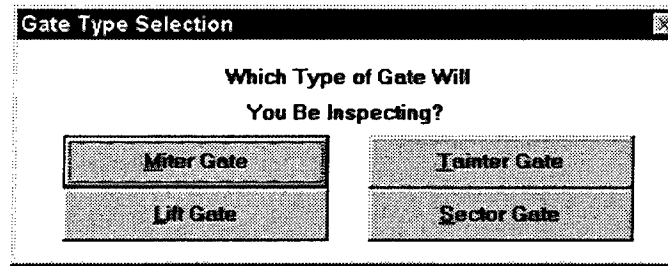 Gate Type Selection
Which Type of Gate Will
You Be Inspecting?
Miter Gate
Tainter Gate
Lift Gate
Sector Gate